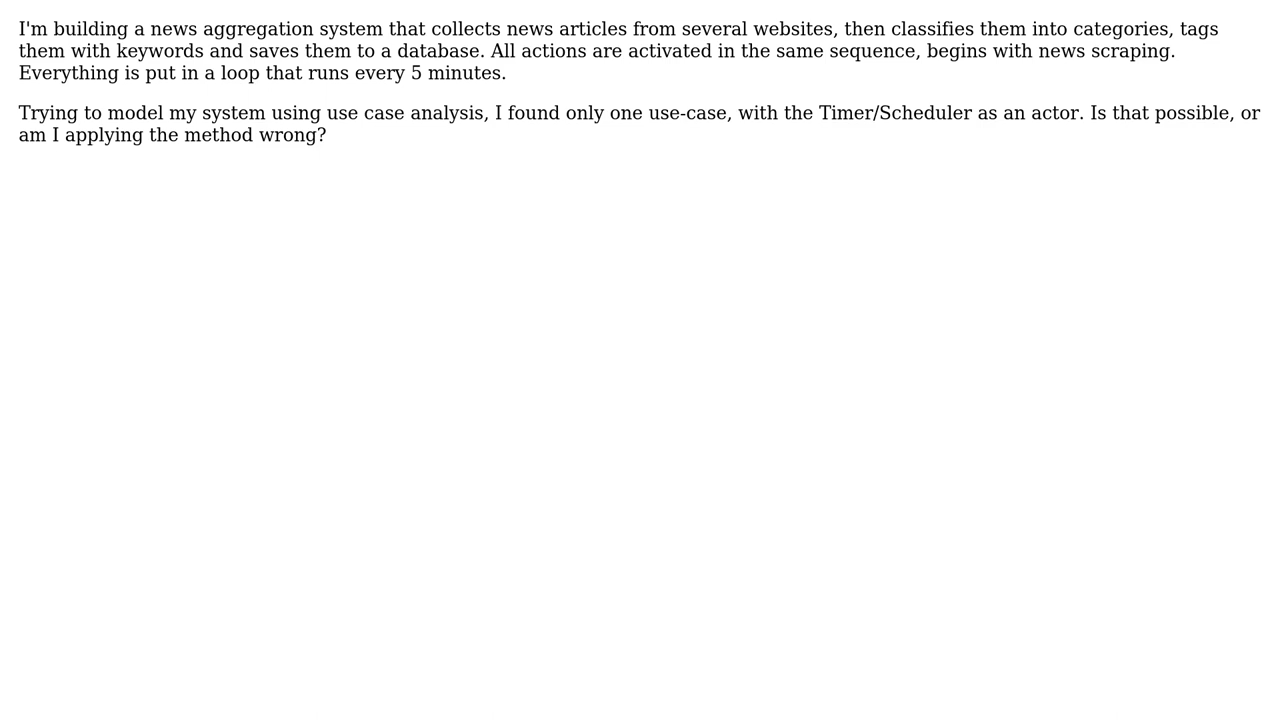 I'm building a news aggregation system that collects news articles from several websites, then classifies them into categories, tags
them with keywords and saves them to a database. All actions are activated in the same sequence, begins with news scraping.
Everything is put in a loop that runs every 5 minutes.
Trying to model my system using use case analysis, I found only one use-case, with the Timer/Scheduler as an actor. Is that possible, or
am I applying the method wrong?